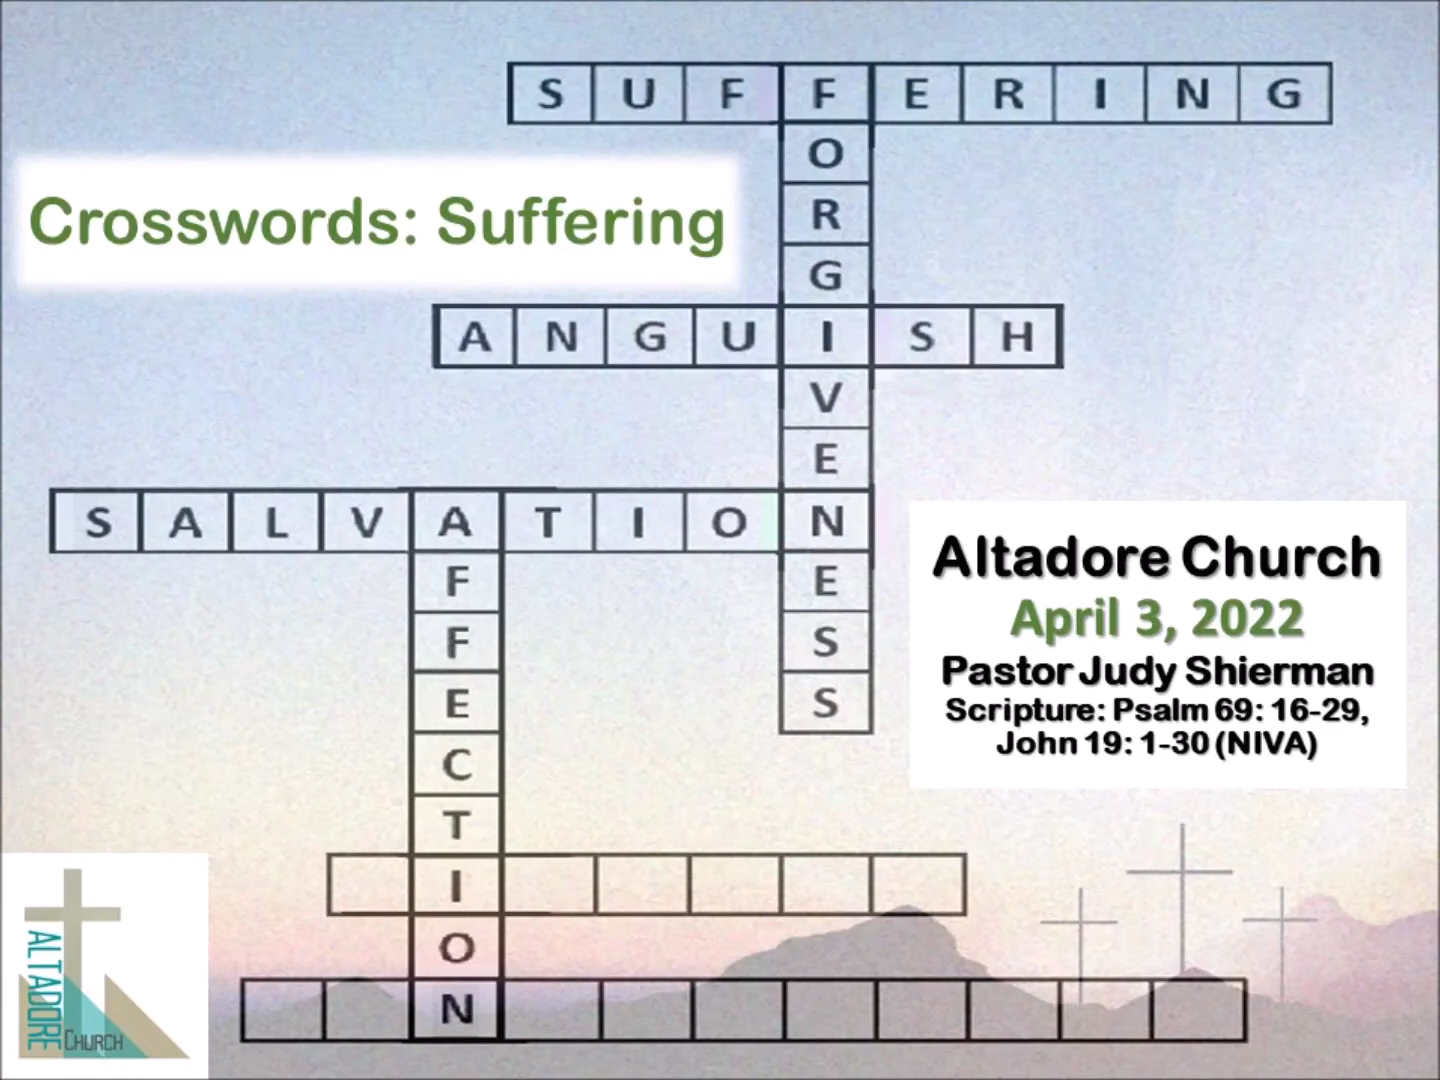 SUFFERING
FORGIVENESS
Crosswords: Suffering
ANGUISH
SALVATION
AFFECTION
Altadore Church
April 3, 2022
Pastor Judy Shierman
Scripture: Psalm 69: 16-29,
John 19: 1-30 (NIVA)
ALTADORE
CHURCH